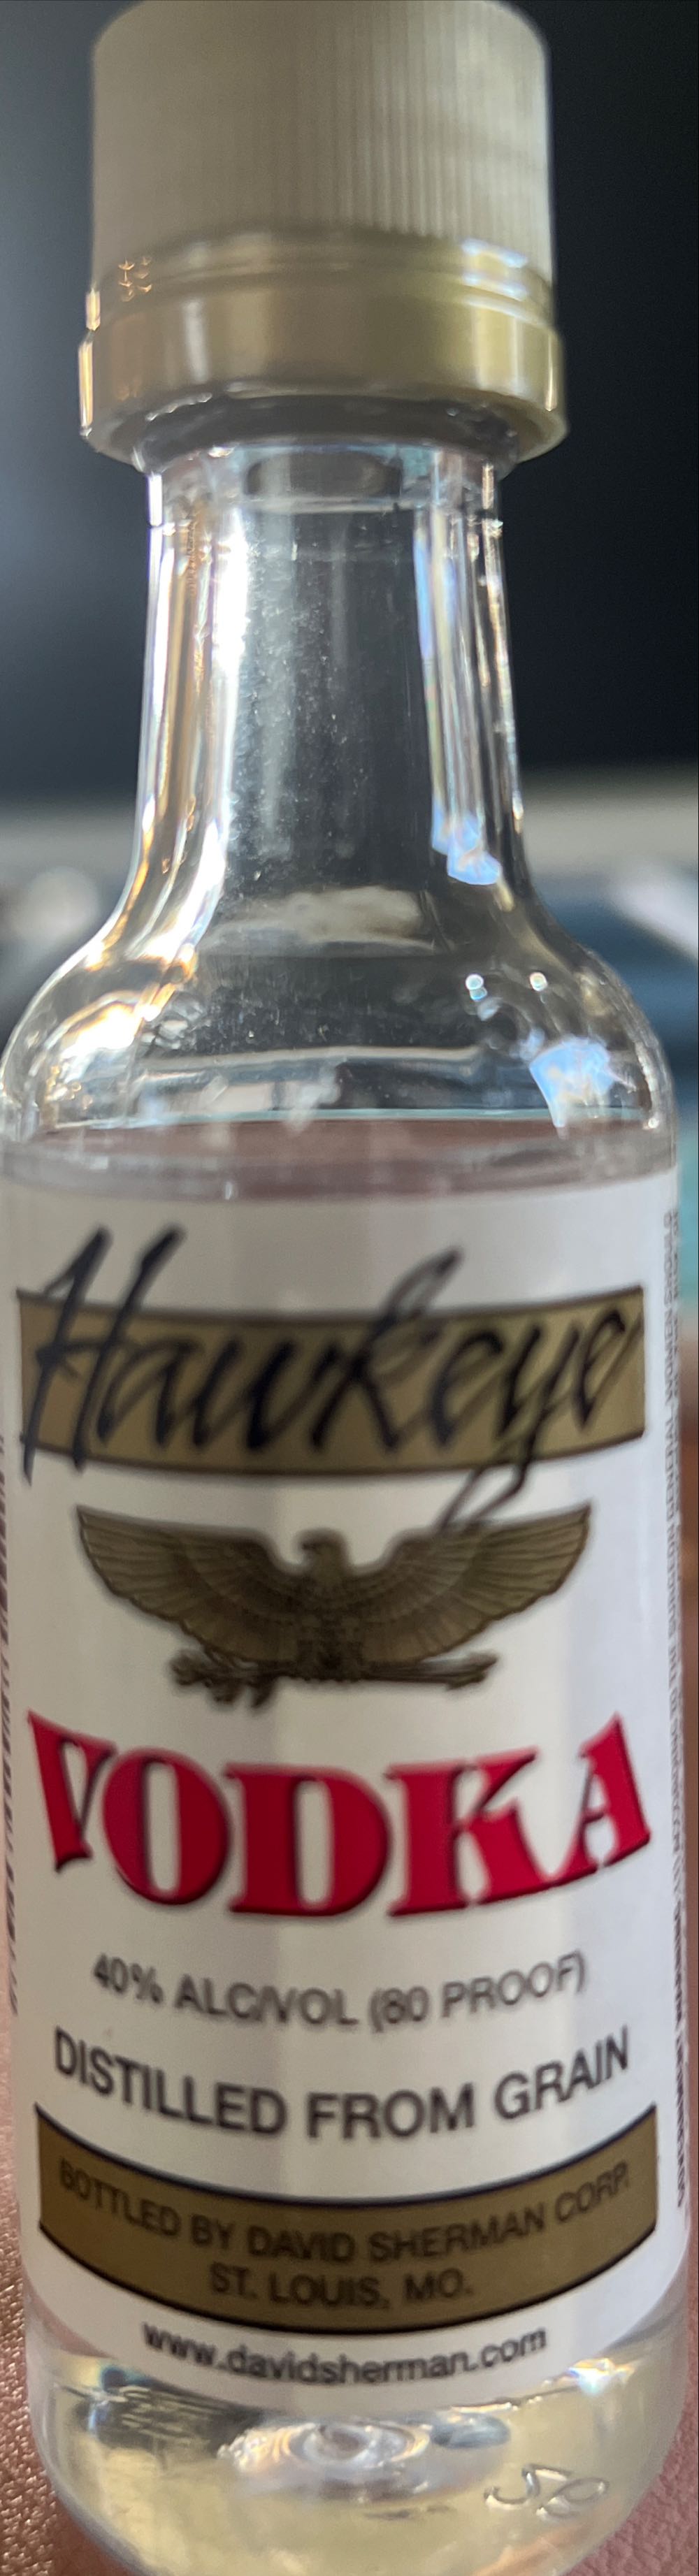 Hawkeye
VODKA
40% ALC/VOL (80 PROOF)
DISTILLED FROM GRAIN
BOTTLED BY DAVID SHERMAN CORP.
ST. LOUIS, MO.
www.davidsherman.com
50